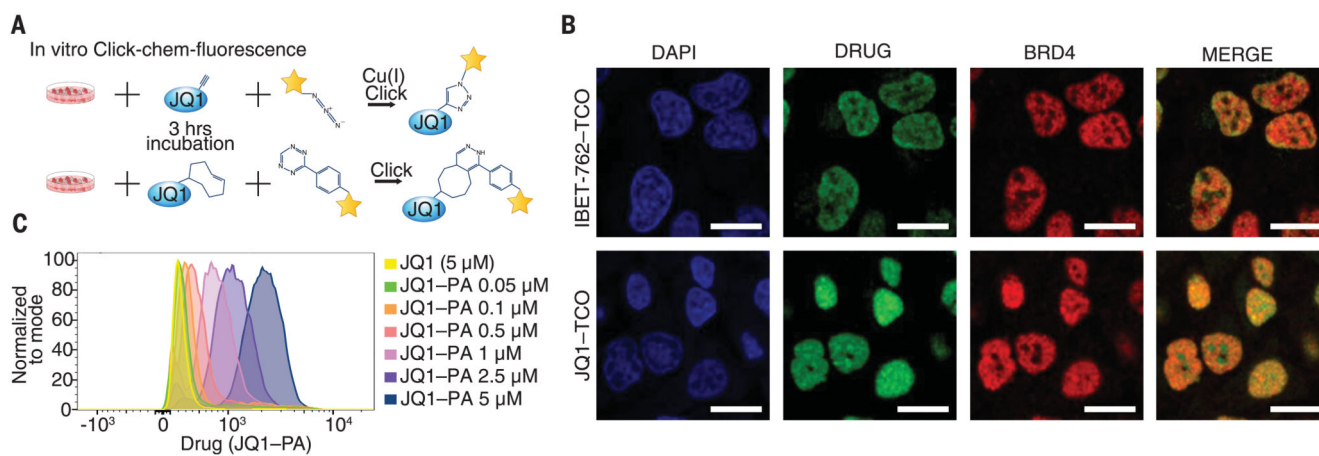 A
In vitro Click-chem-fluorescence
JQ1
N
N⁺
N⁻
Cu(I)
Click
N
N
N
JQ1
3 hrs
incubation
JQ1
N
N
N
N
Click
N
NH
JQ1
B
DAPI
DRUG
BRD4
MERGE
IBET-762–TCO
JQ1–TCO
C
Normalized
to mode
100
80
60
40
20
0
-10³
0
10³
10⁴
Drug (JQ1–PA)
JQ1 (5 µM)
JQ1–PA 0.05 µM
JQ1–PA 0.1 µM
JQ1–PA 0.5 µM
JQ1–PA 1 µM
JQ1–PA 2.5 µM
JQ1–PA 5 µM